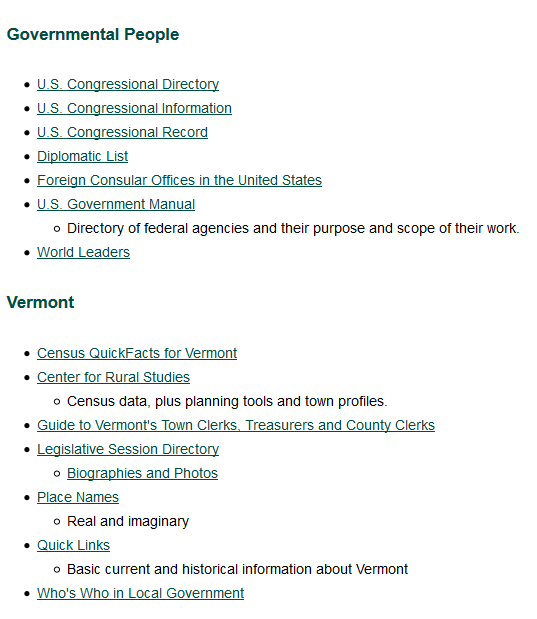 Governmental People
U.S. Congressional Directory
U.S. Congressional Information
U.S. Congressional Record
Diplomatic List
Foreign Consular Offices in the United States
U.S. Government Manual
Directory of federal agencies and their purpose and scope of their work.
World Leaders
Vermont
Census QuickFacts for Vermont
Center for Rural Studies
Census data, plus planning tools and town profiles.
Guide to Vermont's Town Clerks, Treasurers and County Clerks
Legislative Session Directory
Biographies and Photos
Place Names
Real and imaginary
Quick Links
Basic current and historical information about Vermont
Who's Who in Local Government